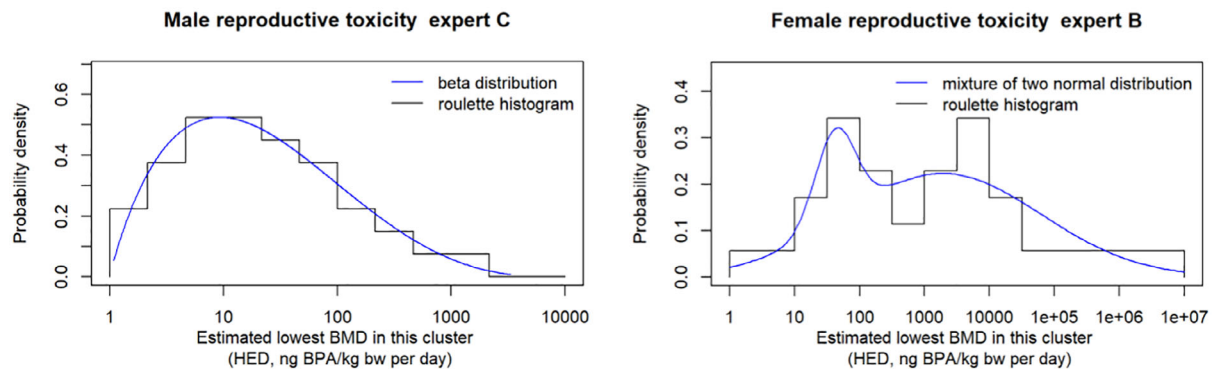 Male reproductive toxicity expert C
beta distribution
roulette histogram
Probability density
0.0
0.2
0.4
0.6
1
10
100
1000
10000
Estimated lowest BMD in this cluster
(HED, ng BPA/kg bw per day)
Female reproductive toxicity expert B
mixture of two normal distribution
roulette histogram
Probability density
0.0
0.1
0.2
0.3
0.4
1
10
100
1000
10000
1e+05
1e+06
1e+07
Estimated lowest BMD in this cluster
(HED, ng BPA/kg bw per day)